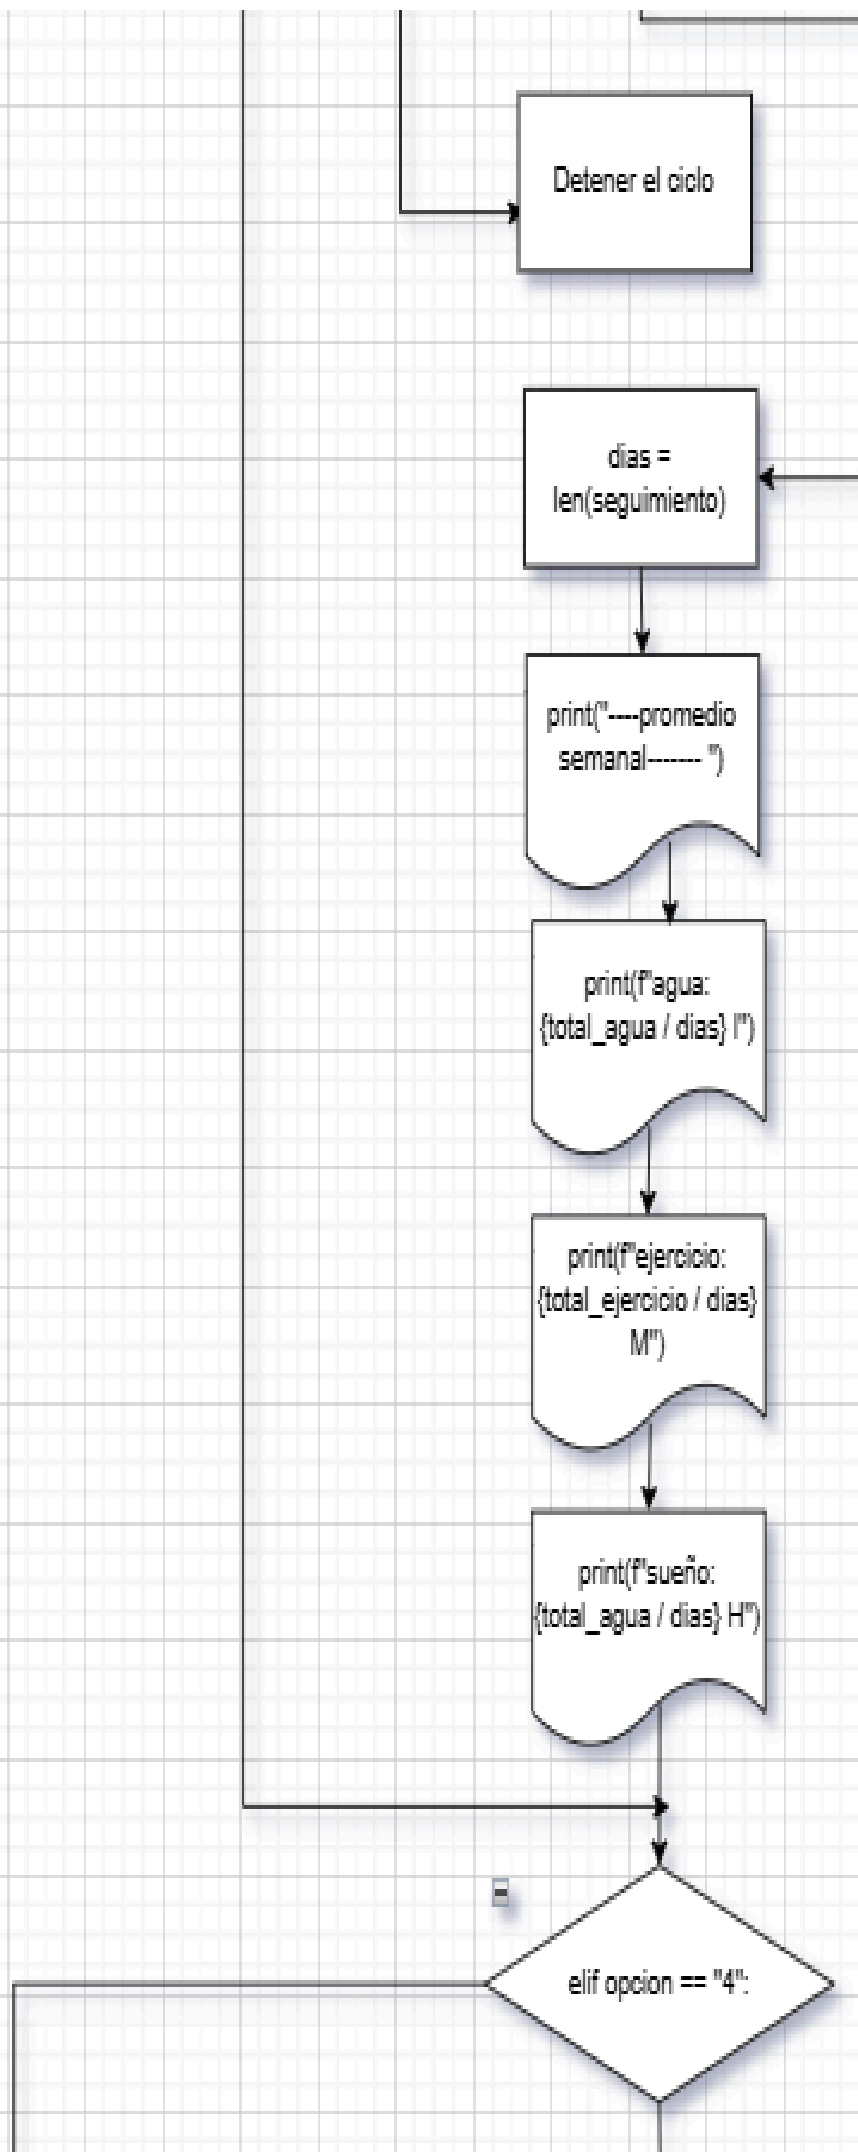 Detener el ciclo
dias =
len(seguimiento)
print("----promedio
semanal------- ")
print(f"agua:
{total_agua / dias} l")
print(f"ejercicio:
{total_ejercicio / dias}
M")
print(f"sueño:
{total_agua / dias} H")
elif opcion == "4":